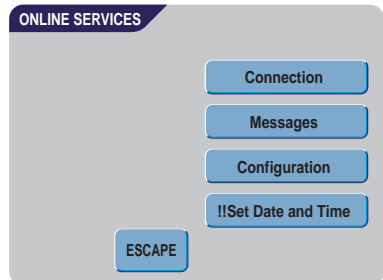 ONLINE SERVICES
Connection
Messages
Configuration
!!Set Date and Time
ESCAPE